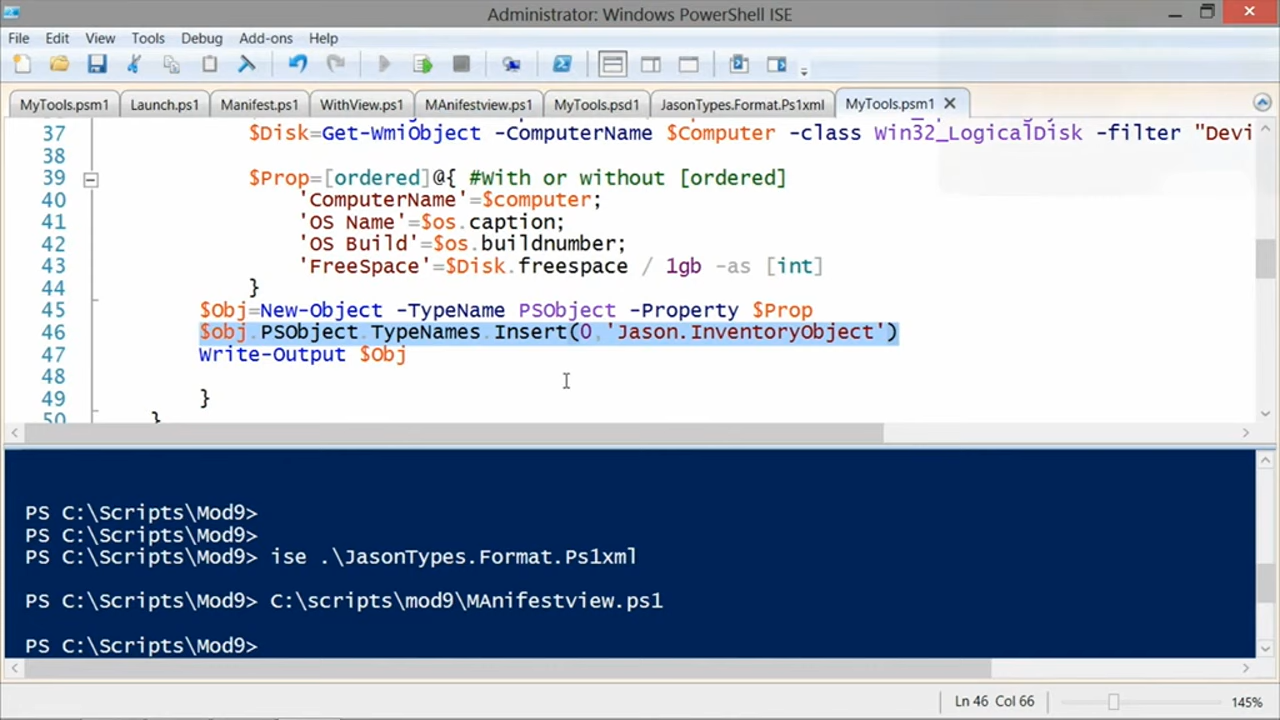 Administrator: Windows PowerShell ISE
File Edit View Tools Debug Add-ons Help
MyTools.psm1 Launch.ps1 Manifest.ps1 WithView.ps1 MAnifestview.ps1 MyTools.psd1 JasonTypes.Format.Ps1xml MyTools.psm1
37 $Disk=Get-WmiObject -ComputerName $Computer -class Win32_LogicalDisk -filter "Devi
38
39 $Prop=[ordered]@{ #With or without [ordered]
40 'ComputerName'=$computer;
41 'OS Name'=$os.caption;
42 'OS Build'=$os.buildnumber;
43 'FreeSpace'=$Disk.freespace / 1gb -as [int]
44 }
45 $Obj=New-Object -TypeName PSObject -Property $Prop
46 $obj.PSObject.TypeNames.Insert(0,'Jason.InventoryObject')
47 Write-Output $Obj
48
49 }
50 }
PS C:\Scripts\Mod9>
PS C:\Scripts\Mod9>
PS C:\Scripts\Mod9> ise .\JasonTypes.Format.Ps1xml
PS C:\Scripts\Mod9> C:\scripts\mod9\MAnifestview.ps1
PS C:\Scripts\Mod9>
Ln 46 Col 66 145%